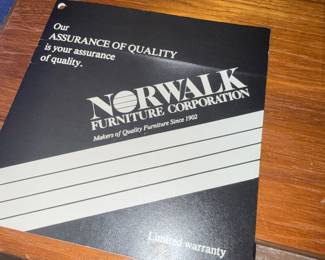 Our
ASSURANCE OF QUALITY
is your assurance
of quality.
NORWALK
FURNITURE CORPORATION
Makers of Quality Furniture Since 1902
Limited warranty